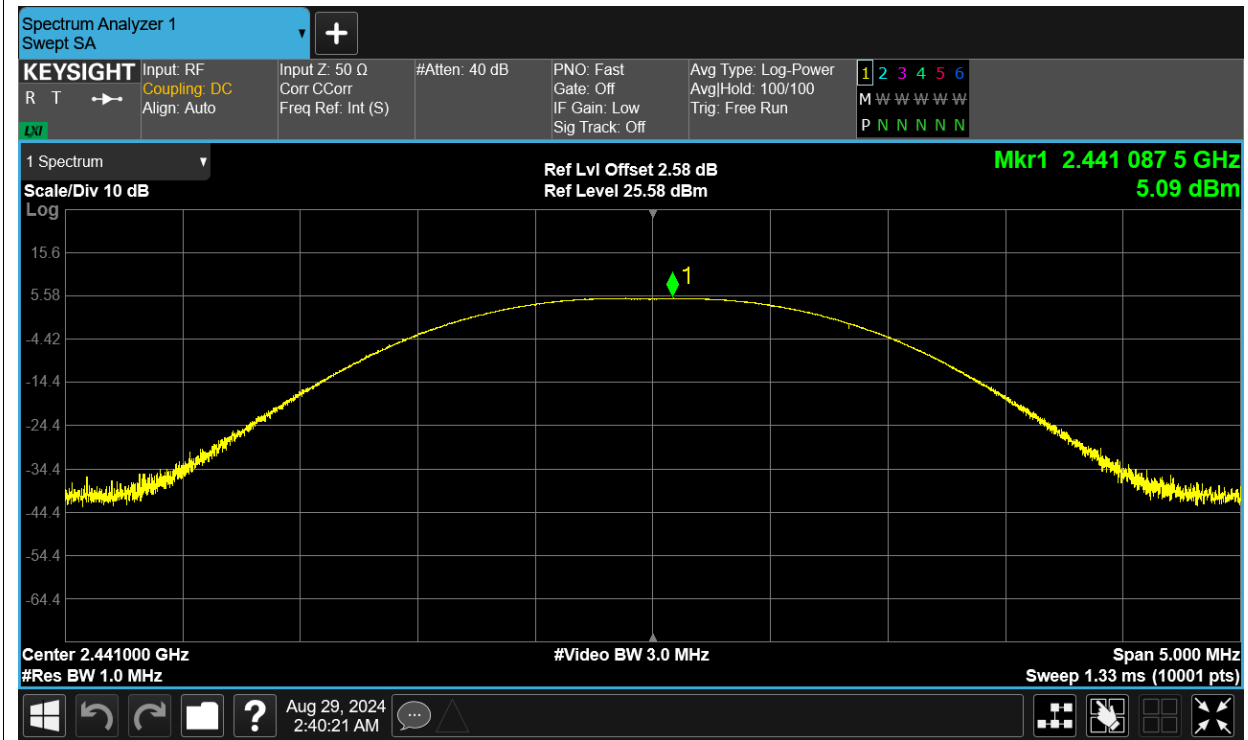 Spectrum Analyzer 1
Swept SA
KEYSIGHT
R T
LXI
Input: RF
Coupling: DC
Align: Auto
Input Z: 50 Ω
Corr CCorr
Freq Ref: Int (S)
#Atten: 40 dB
PNO: Fast
Gate: Off
IF Gain: Low
Sig Track: Off
Avg Type: Log-Power
Avg|Hold: 100/100
Trig: Free Run
1 2 3 4 5 6
M W W W W W
P N N N N N
1 Spectrum
Scale/Div 10 dB
Log
Ref Lvl Offset 2.58 dB
Ref Level 25.58 dBm
Mkr1 2.441 087 5 GHz
5.09 dBm
1
15.6
5.58
-4.42
-14.4
-24.4
-34.4
-44.4
-54.4
-64.4
Center 2.441000 GHz
#Res BW 1.0 MHz
#Video BW 3.0 MHz
Span 5.000 MHz
Sweep 1.33 ms (10001 pts)
?
Aug 29, 2024
2:40:21 AM